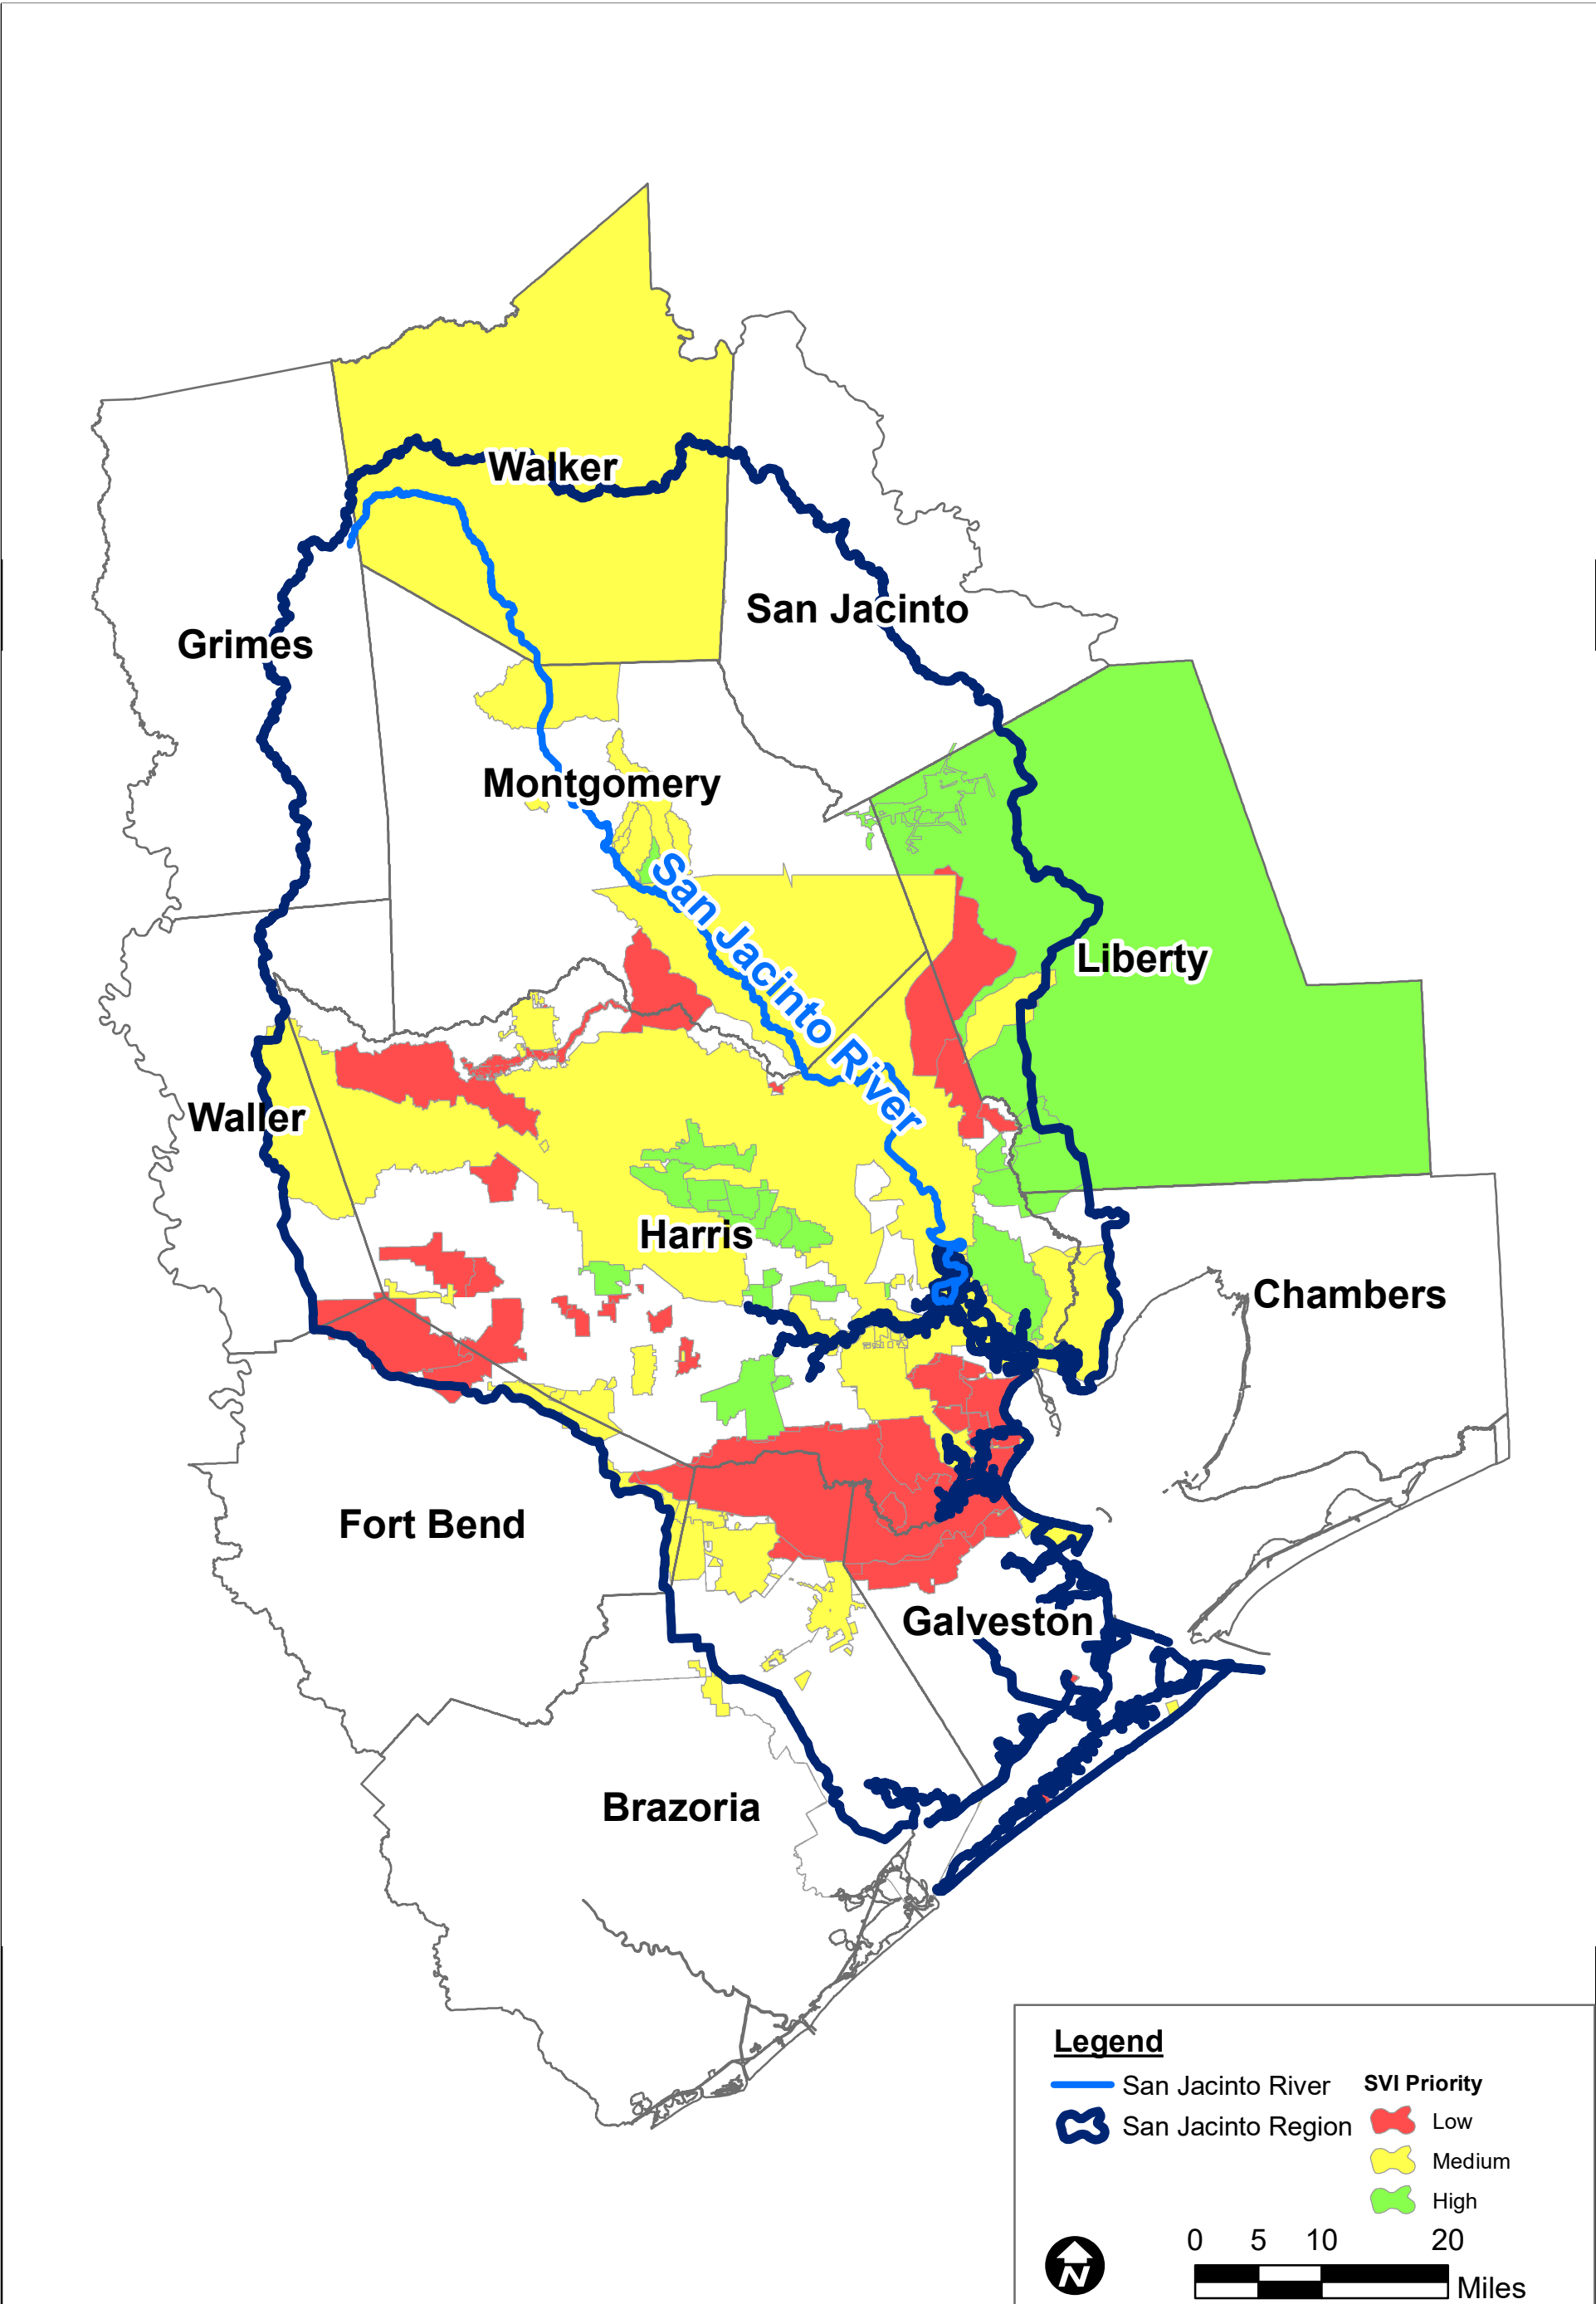 Walker
San Jacinto
Grimes
Montgomery
San Jacinto River
Liberty
Waller
Harris
Chambers
Fort Bend
Galveston
Brazoria
Legend
San Jacinto River
San Jacinto Region
SVI Priority
Low
Medium
High
N
0 5 10 20
Miles